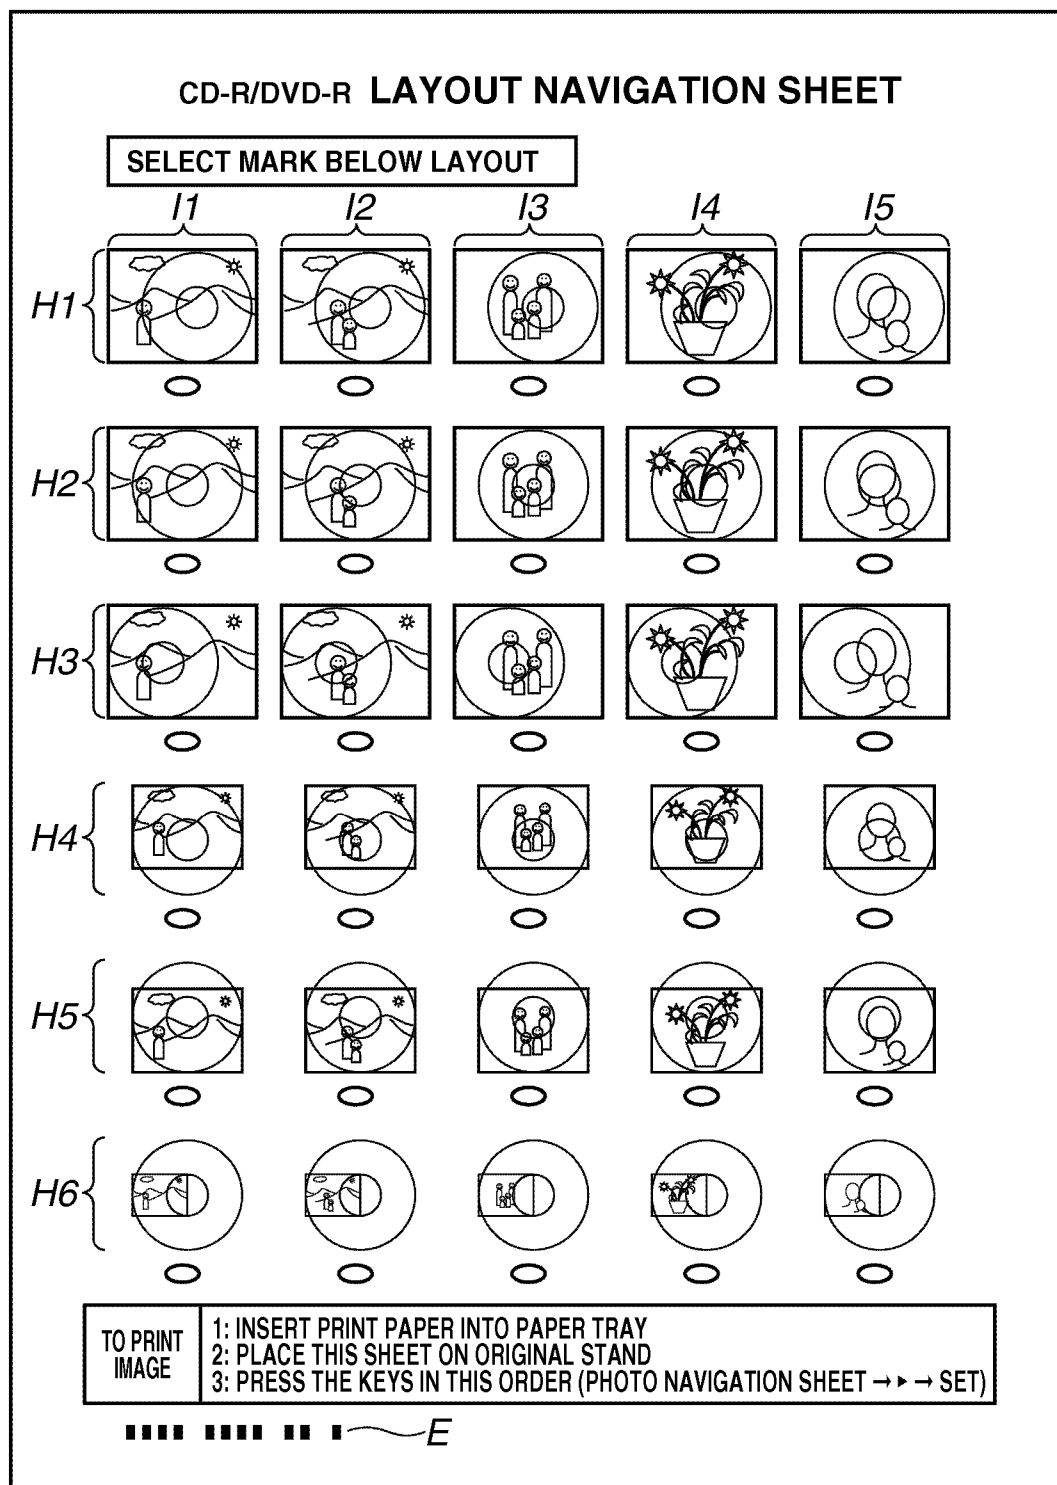 CD-R/DVD-R LAYOUT NAVIGATION SHEET
SELECT MARK BELOW LAYOUT
I1 I2 I3 I4 I5
H1
H2
H3
H4
H5
H6
TO PRINT IMAGE
1: INSERT PRINT PAPER INTO PAPER TRAY
2: PLACE THIS SHEET ON ORIGINAL STAND
3: PRESS THE KEYS IN THIS ORDER (PHOTO NAVIGATION SHEET → ▸ → SET)
E